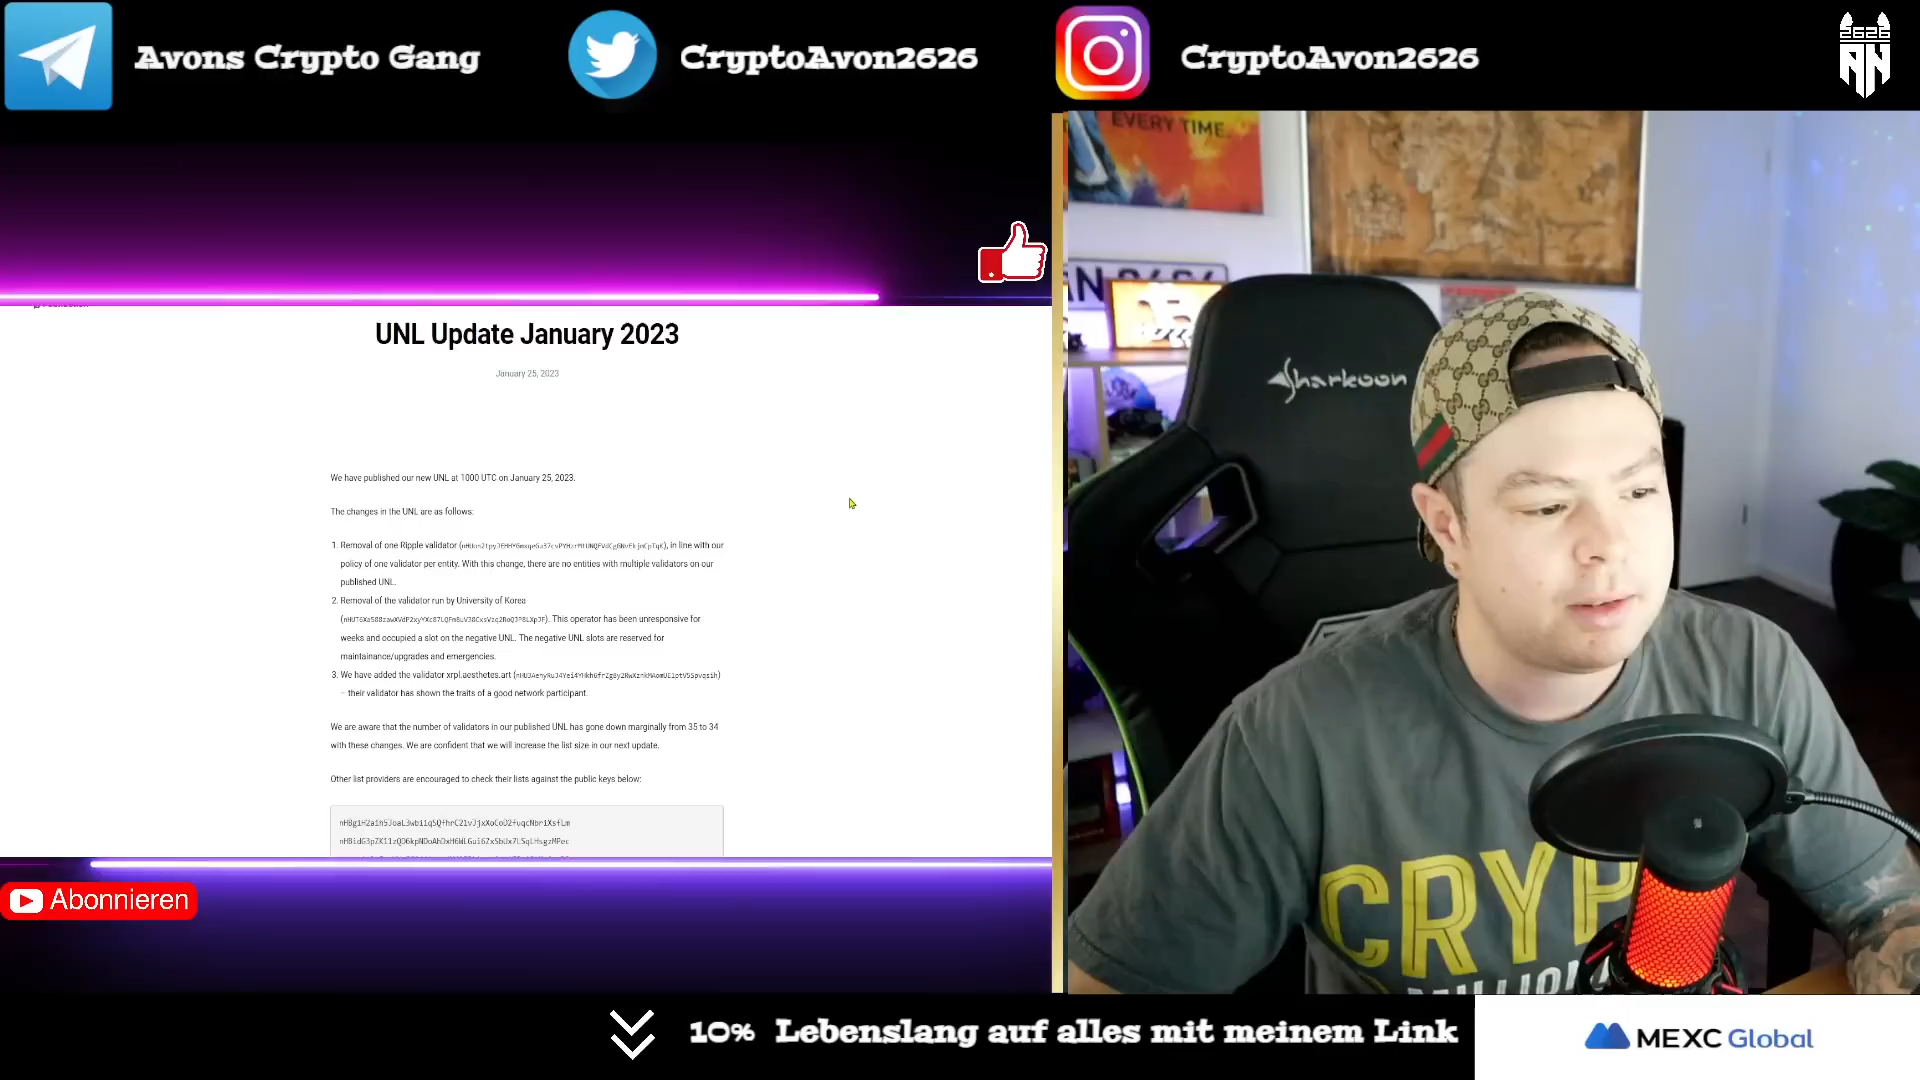 Avons Crypto Gang
CryptoAvon2626
CryptoAvon2626
2626
AN
EVERY TIME.
Sharkoon
UNL Update January 2023
January 25, 2023
We have published our new UNL at 1000 UTC on January 25, 2023.
The changes in the UNL are as follows:
1. Removal of one Ripple validator ( ), in line with our
policy of one validator per entity. With this change, there are no entities with multiple validators on our
published UNL.
2. Removal of the validator run by University of Korea
( ). This operator has been unresponsive for
weeks and occupied a slot on the negative UNL. The negative UNL slots are reserved for
maintainance/upgrades and emergencies.
3. We have added the validator xrpl.aesthetes.art ( )
– their validator has shown the traits of a good network participant.
We are aware that the number of validators in our published UNL has gone down marginally from 35 to 34
with these changes. We are confident that we will increase the list size in our next update.
Other list providers are encouraged to check their lists against the public keys below:
Abonnieren
CRYP
10% Lebenslang auf alles mit meinem Link
MEXC Global